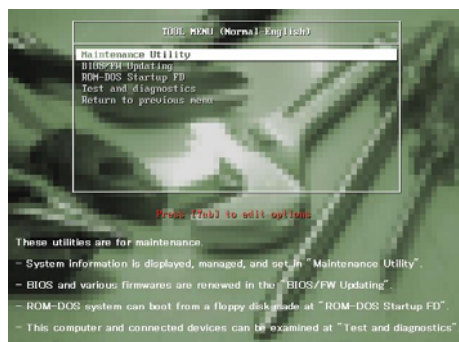 TOOL MENU (Normal-English)
Maintenance Utility
BIOS/FW Updating
ROM-DOS Startup FD
Test and diagnostics
Return to previous menu
Press [Tab] to edit options
These utilities are for maintenance.
- System information is displayed, managed, and set in "Maintenance Utility".
- BIOS and various firmwares are renewed in the "BIOS/FW Updating".
- ROM-DOS system can boot from a floppy disk made at "ROM-DOS Startup FD".
- This computer and connected devices can be examined at "Test and diagnostics"